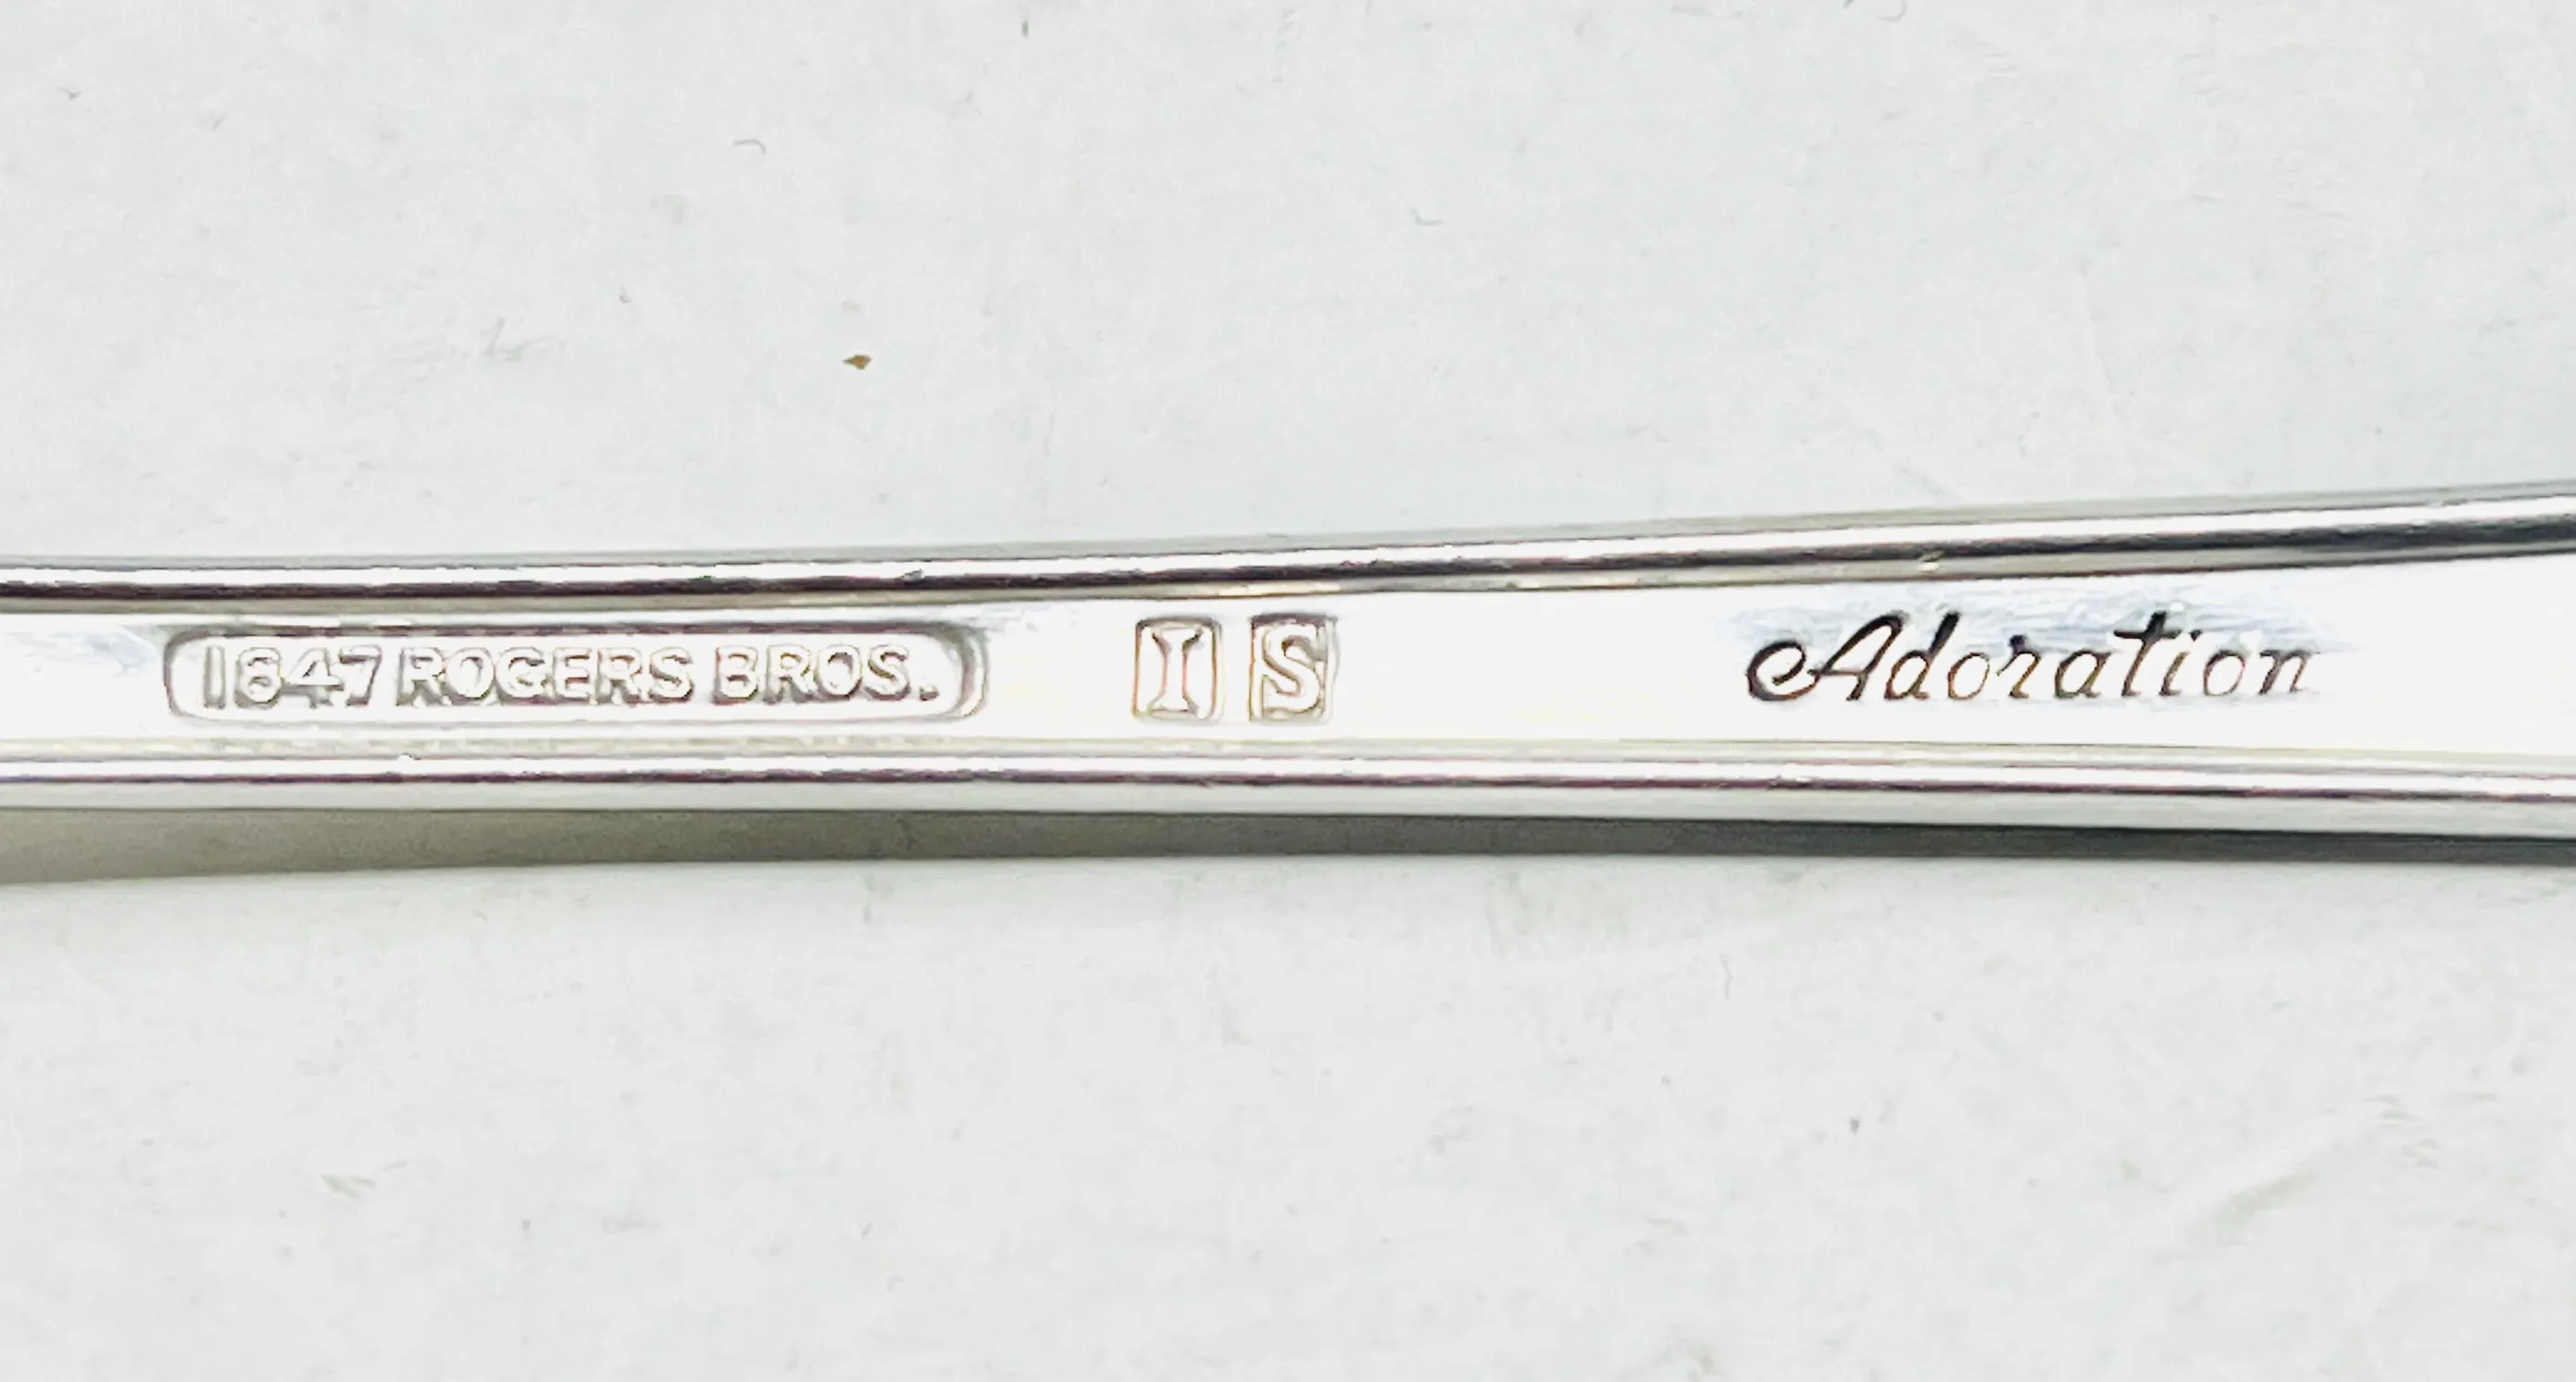 1847 ROGERS BROS. I S Adoration